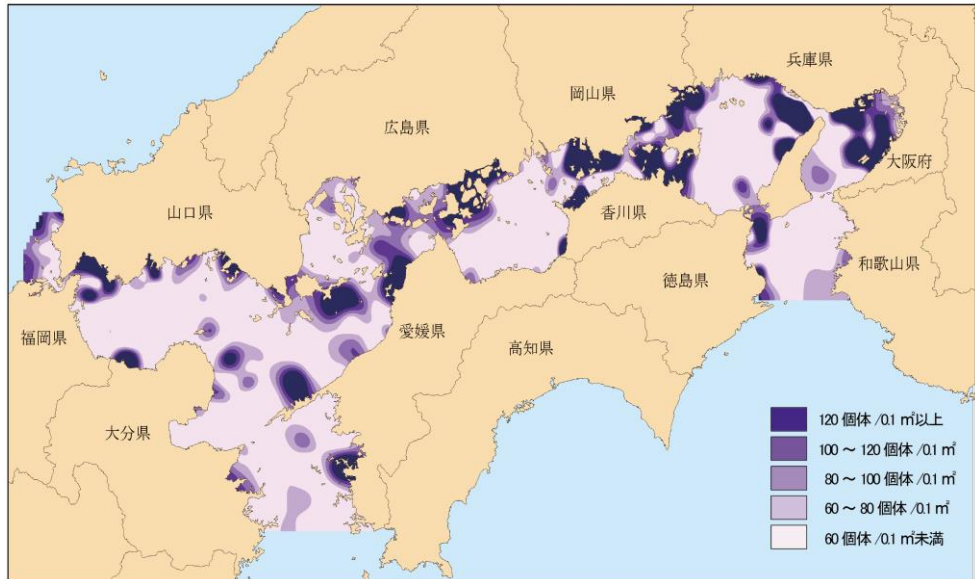 兵庫県
岡山県
広島県
大阪府
山口県
香川県
和歌山県
徳島県
福岡県
愛媛県
高知県
大分県
120 個体 /0.1 ㎡以上
100 ～ 120 個体 /0.1 ㎡
80 ～ 100 個体 /0.1 ㎡
60 ～ 80 個体 /0.1 ㎡
60 個体 /0.1 ㎡未満